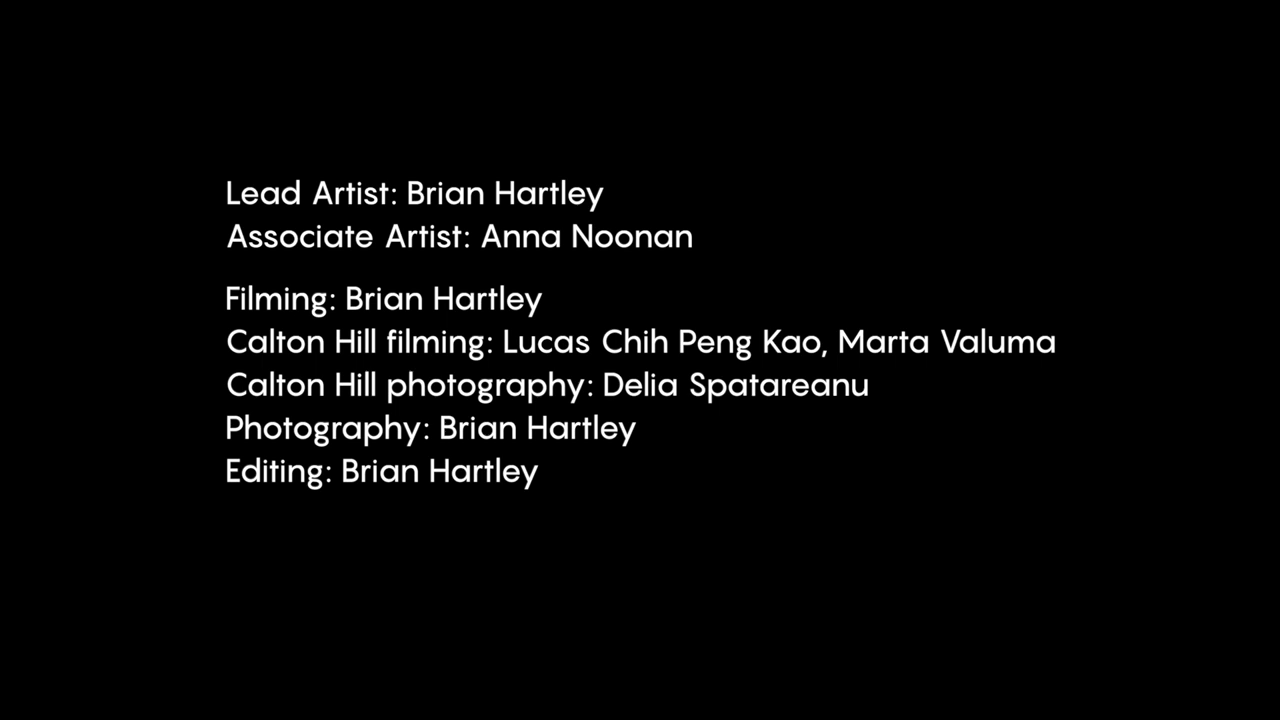 Lead Artist: Brian Hartley
Associate Artist: Anna Noonan
Filming: Brian Hartley
Calton Hill filming: Lucas Chih Peng Kao, Marta Valuma
Calton Hill photography: Delia Spatareanu
Photography: Brian Hartley
Editing: Brian Hartley